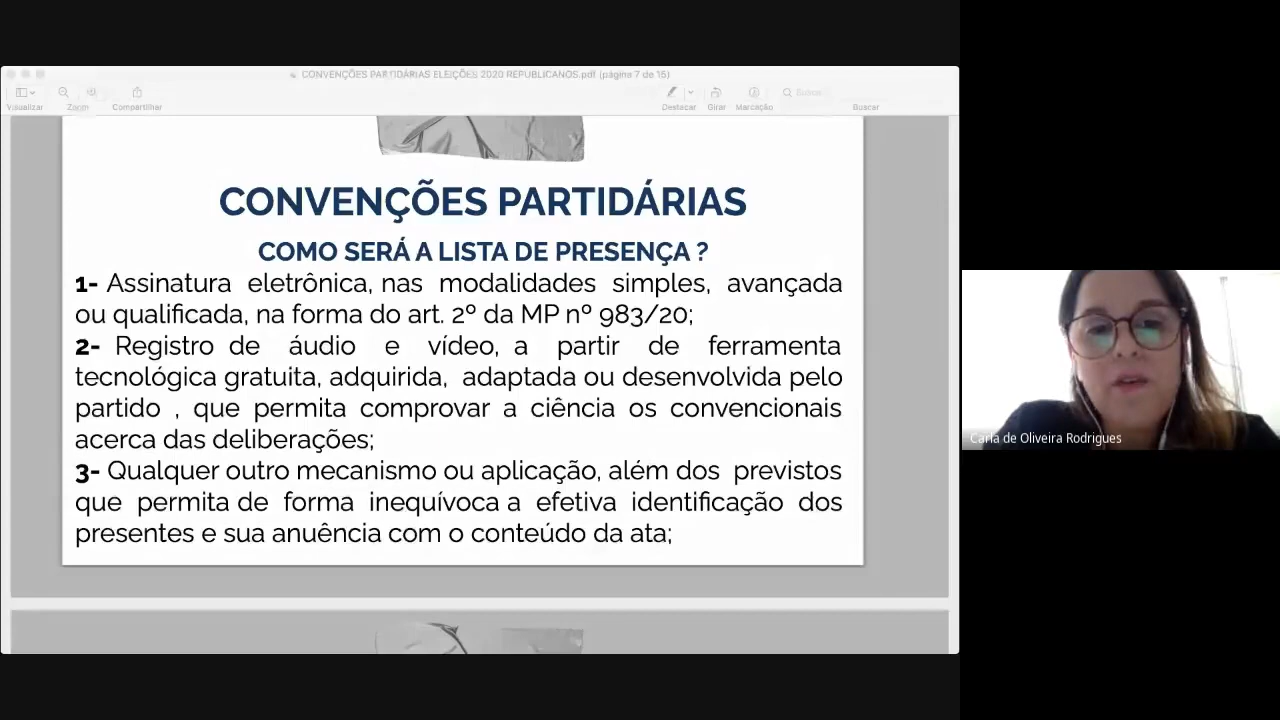 CONVENÇÕES PARTIDÁRIAS ELEIÇÕES 2020 REPUBLICANOS.pdf (página 7 de 15)
Visualizar Zoom Compartilhar Destacar Girar Marcação Busca Buscar
CONVENÇÕES PARTIDÁRIAS
COMO SERÁ A LISTA DE PRESENÇA ?
1- Assinatura eletrônica, nas modalidades simples, avançada
ou qualificada, na forma do art. 2º da MP nº 983/20;
2- Registro de áudio e vídeo, a partir de ferramenta
tecnológica gratuita, adquirida, adaptada ou desenvolvida pelo
partido , que permita comprovar a ciência os convencionais
acerca das deliberações;
3- Qualquer outro mecanismo ou aplicação, além dos previstos
que permita de forma inequívoca a efetiva identificação dos
presentes e sua anuência com o conteúdo da ata;
Carla de Oliveira Rodrigues